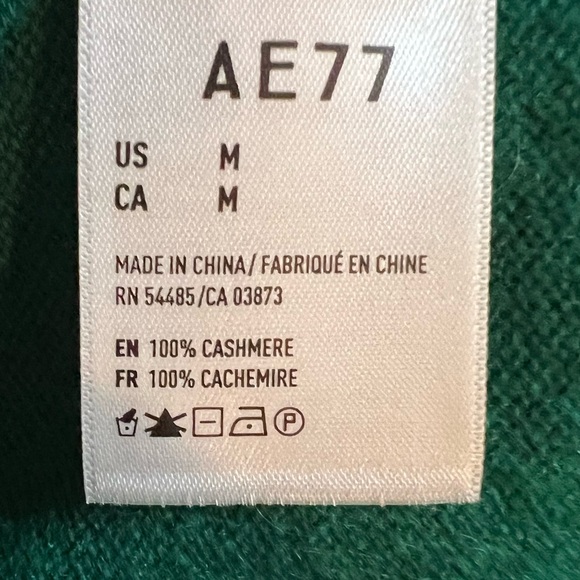 AE77
US M
CA M
MADE IN CHINA/ FABRIQUÉ EN CHINE
RN 54485/CA 03873
EN 100% CASHMERE
FR 100% CACHEMIRE
P